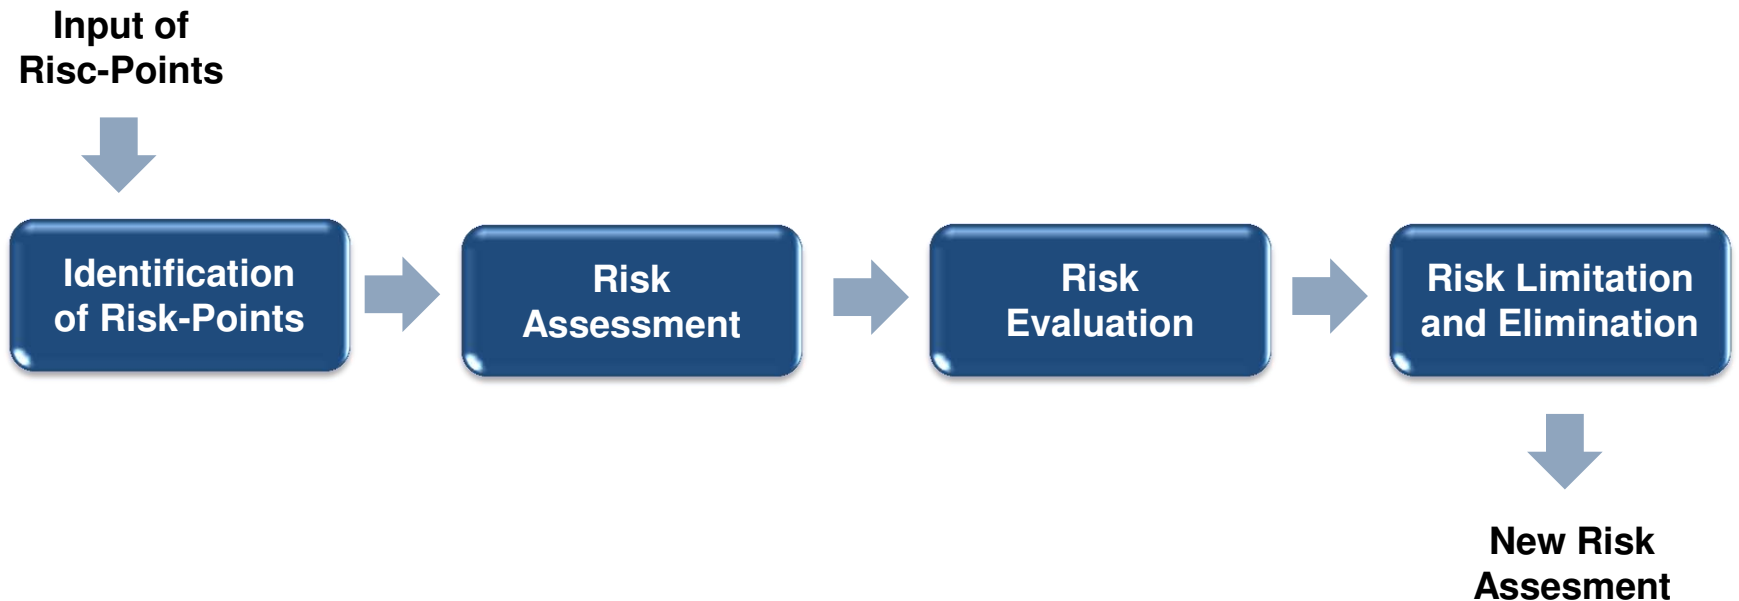 Input of
Risc-Points
Identification
of Risk-Points
Risk
Assessment
Risk
Evaluation
Risk Limitation
and Elimination
New Risk
Assesment